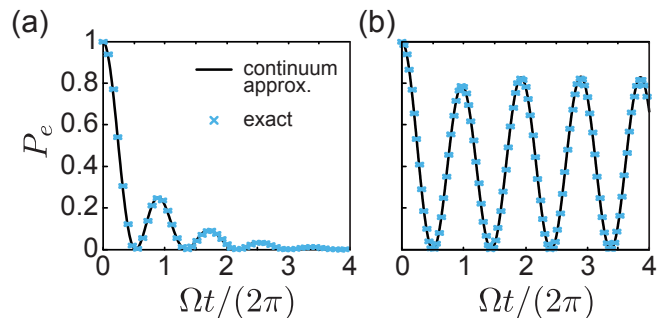 (a)
(b)
1
0.8
0.6
0.4
0.2
0
P_e
continuum
approx.
exact
0 1 2 3 4
0 1 2 3 4
Ωt/(2π)
Ωt/(2π)